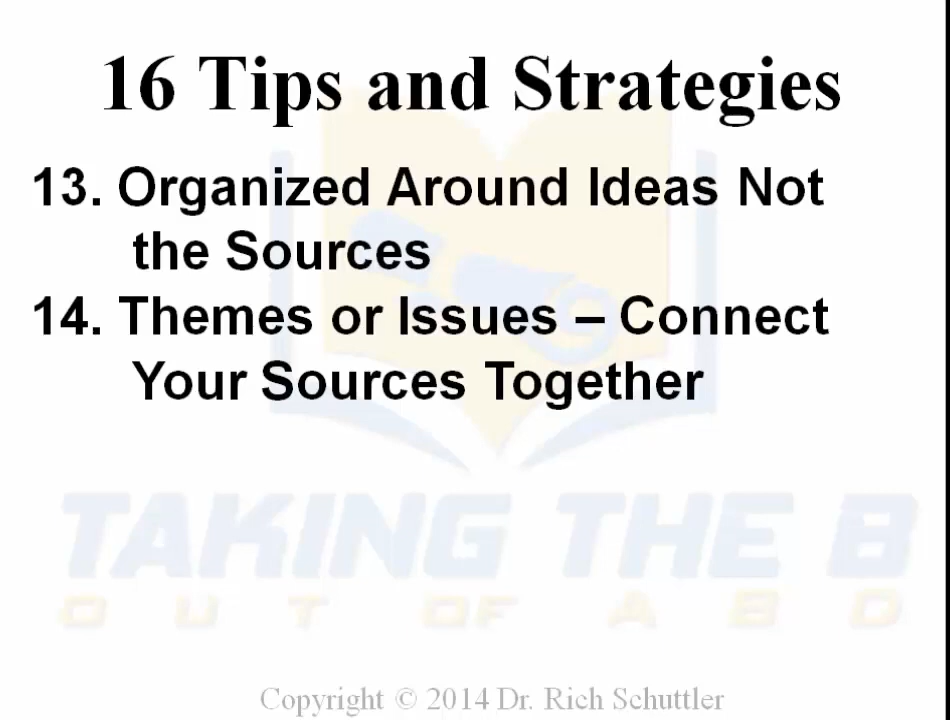 16 Tips and Strategies
13. Organized Around Ideas Not
the Sources
14. Themes or Issues – Connect
Your Sources Together
TAKING THE B
OUT OF ABD
Copyright © 2014 Dr. Rich Schuttler